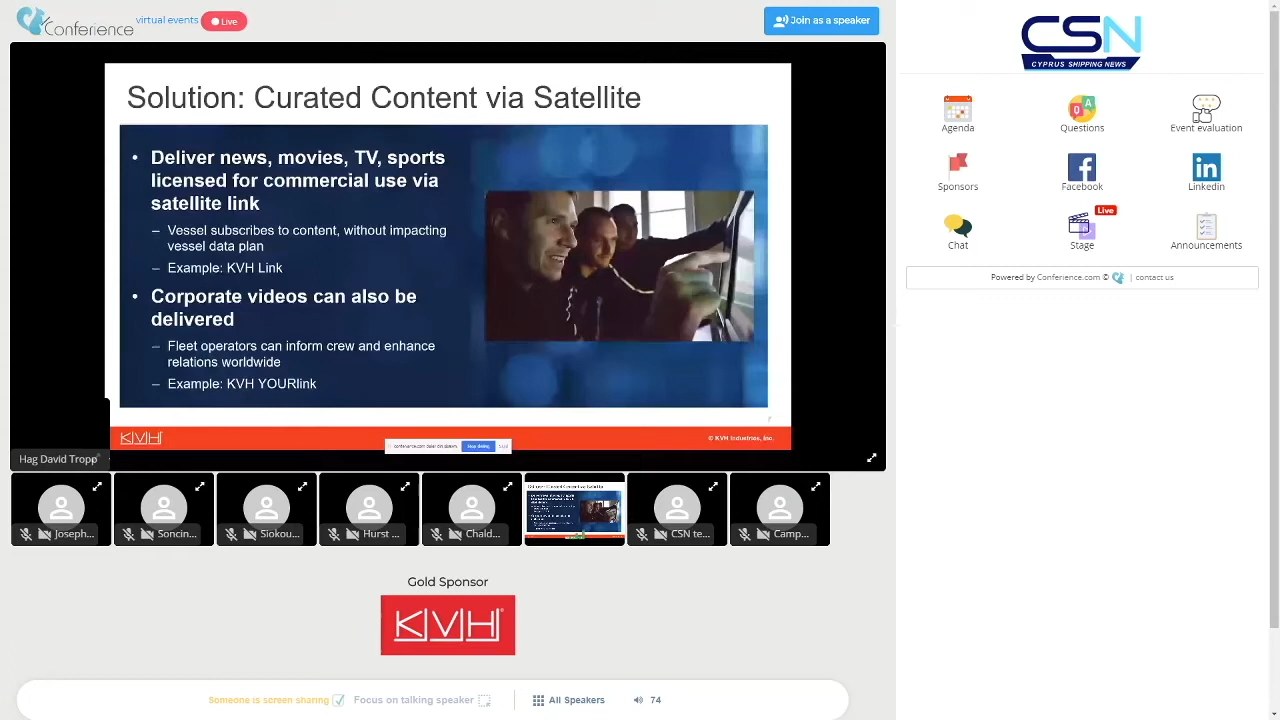 Conferience
virtual events
Live
Join as a speaker
Solution: Curated Content via Satellite
• Deliver news, movies, TV, sports
licensed for commercial use via
satellite link
– Vessel subscribes to content, without impacting
vessel data plan
– Example: KVH Link
• Corporate videos can also be
delivered
– Fleet operators can inform crew and enhance
relations worldwide
– Example: KVH YOURlink
KVH
© KVH Industries, Inc.
Hag David Tropp
Joseph...
Soncin...
Siokou...
Hurst ...
Chald...
CSN te...
Camp...
Gold Sponsor
KVH
Someone is screen sharing
Focus on talking speaker
All Speakers
74
CSN
CYPRUS SHIPPING NEWS
Agenda
Questions
Event evaluation
Sponsors
Facebook
Linkedin
Chat
Live
Stage
Announcements
Powered by Conference.com © | contact us